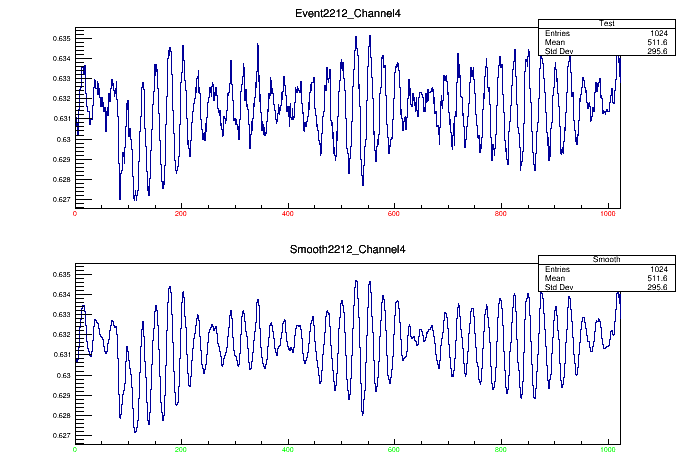 Event2212_Channel4
Test
Entries 1024
Mean 511.6
Std Dev 295.6
0.635
0.634
0.633
0.632
0.631
0.63
0.629
0.628
0.627
0 200 400 600 800 1000
Smooth2212_Channel4
Smooth
Entries 1024
Mean 511.6
Std Dev 295.6
0.635
0.634
0.633
0.632
0.631
0.63
0.629
0.628
0.627
0 200 400 600 800 1000